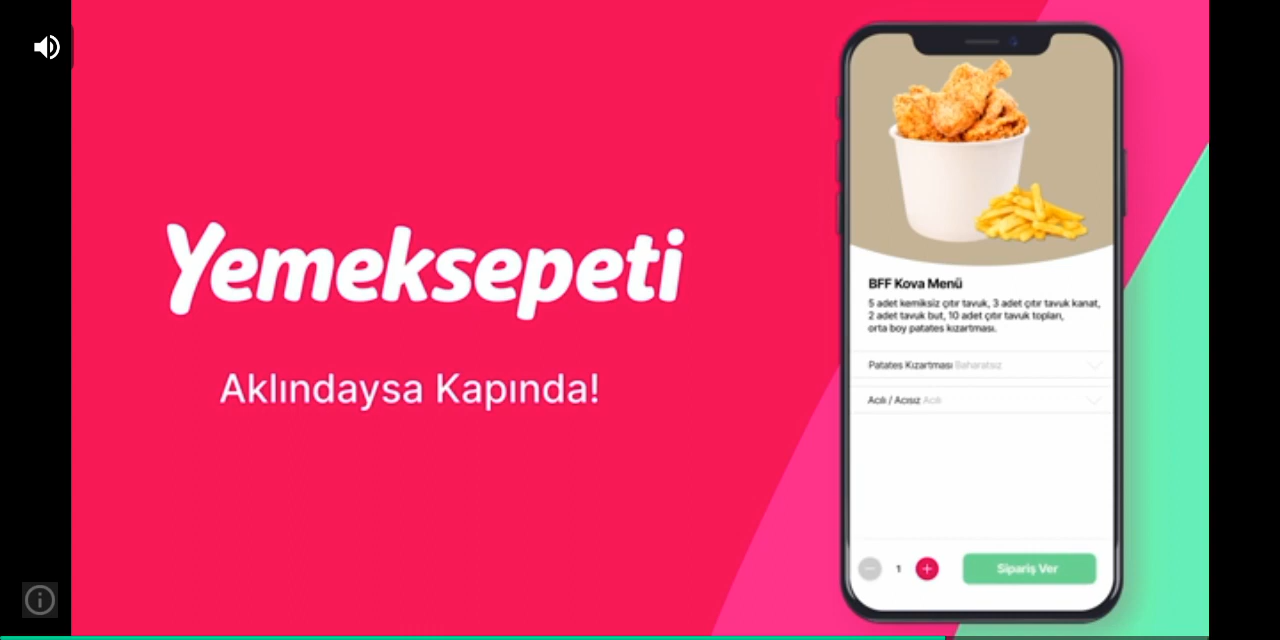 Yemeksepeti
Aklındaysa Kapında!
BFF Kova Menü
5 adet kemiksiz çıtır tavuk, 3 adet çıtır tavuk kanat,
2 adet tavuk but, 10 adet çıtır tavuk topları,
orta boy patates kızartması.
Patates Kızartması Baharatsız
Acılı / Acısız Acılı
1
Sipariş Ver